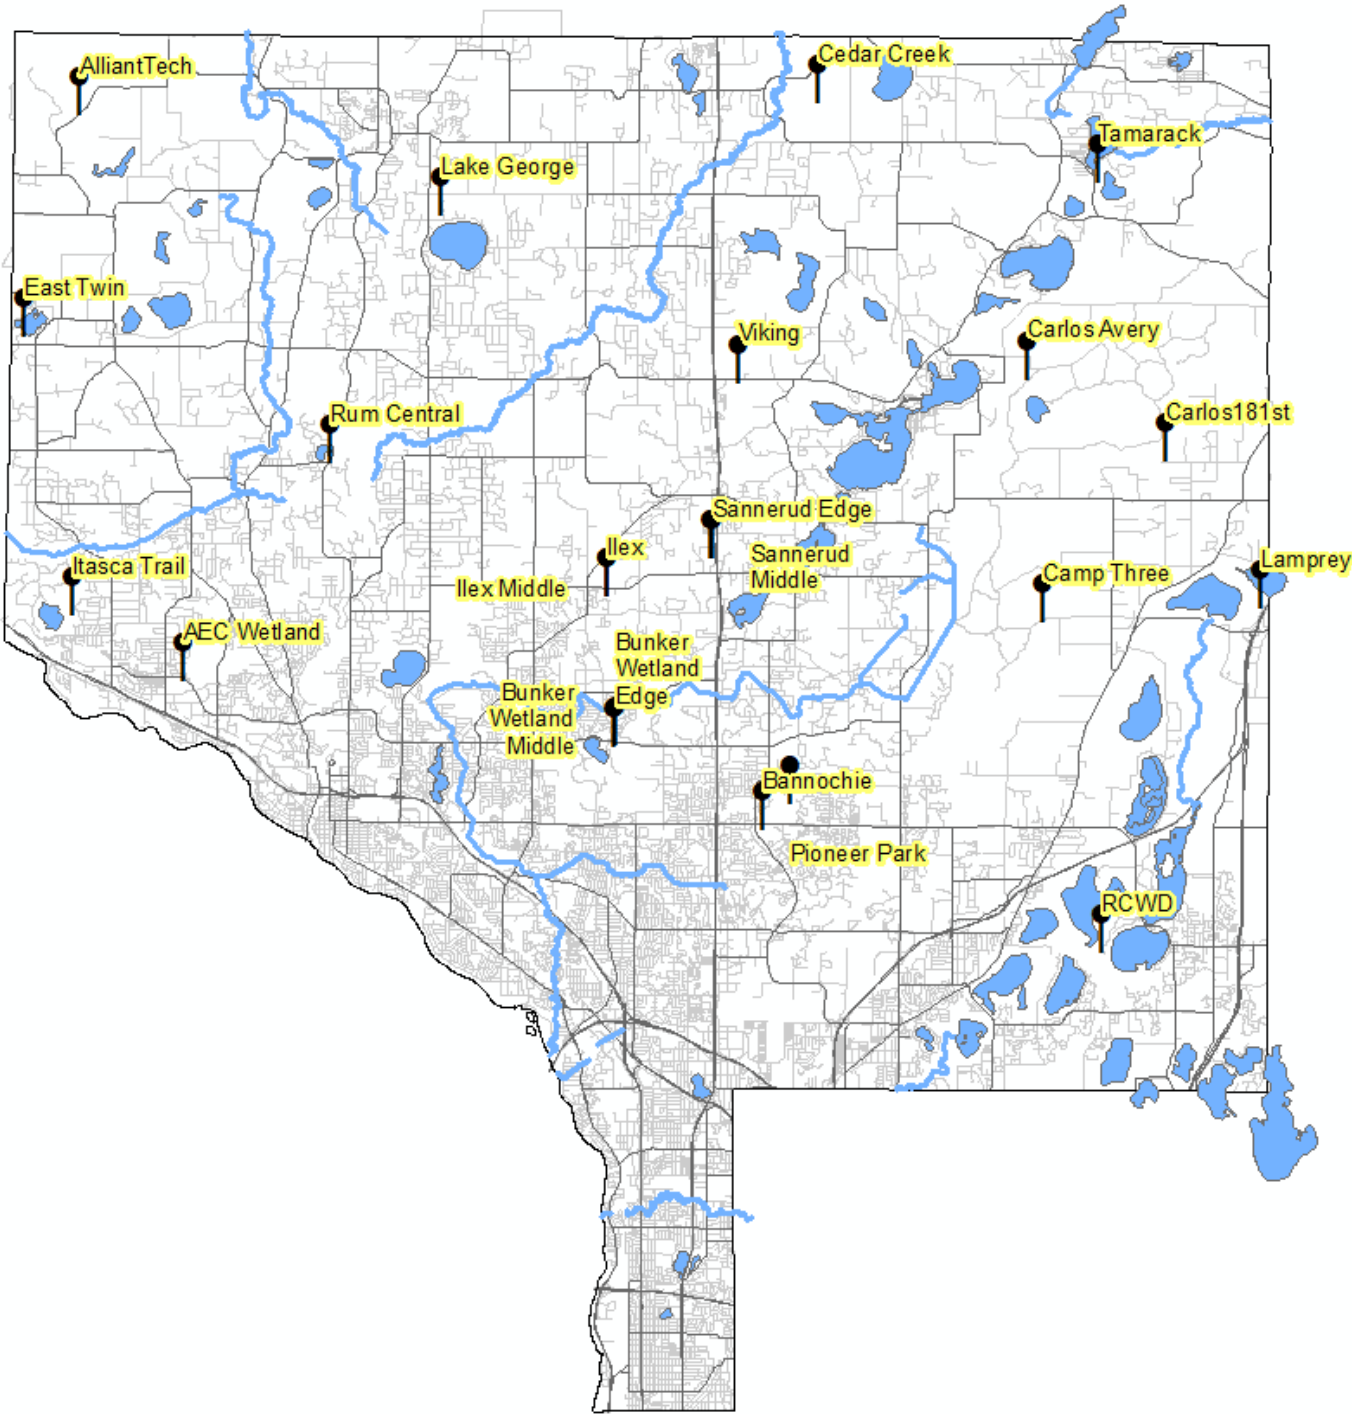 Cedar Creek
AlliantTech
Tamarack
Lake George
East Twin
Viking
Carlos Avery
Rum Central
Carlos181st
Sannerud Edge
Ilex
Sannerud
Middle
Lamprey
Itasca Trail
Ilex Middle
Camp Three
AEC Wetland
Bunker
Wetland
Edge
Bunker
Wetland
Middle
Bannochie
Pioneer Park
RCWD